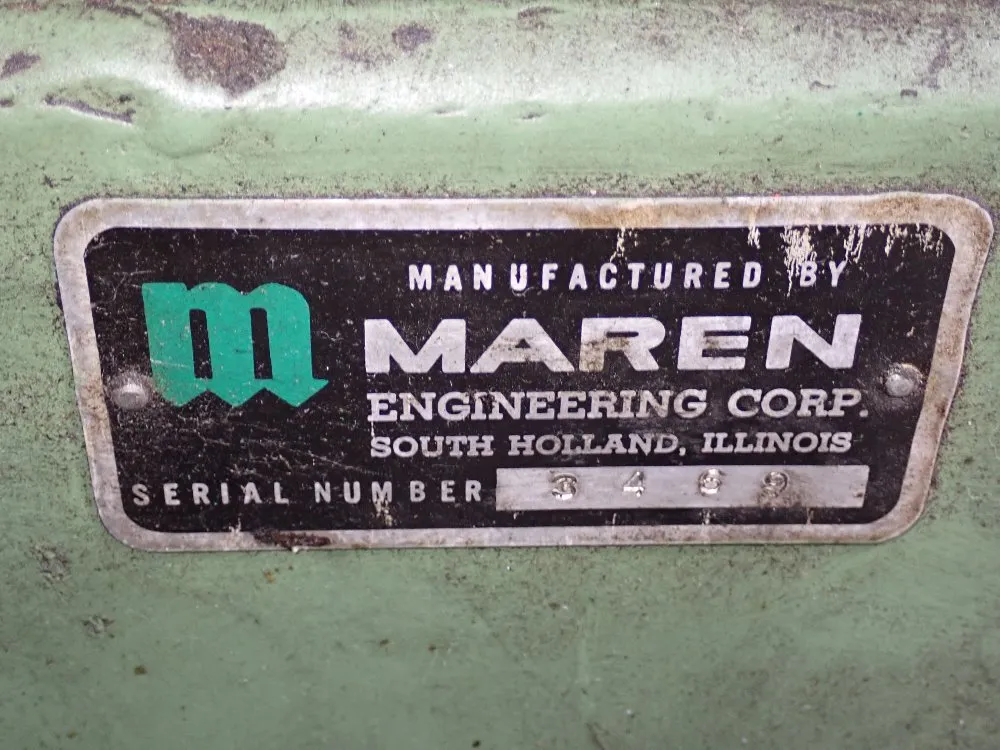 MANUFACTURED BY
m
MAREN
ENGINEERING CORP.
SOUTH HOLLAND, ILLINOIS
SERIAL NUMBER 3469